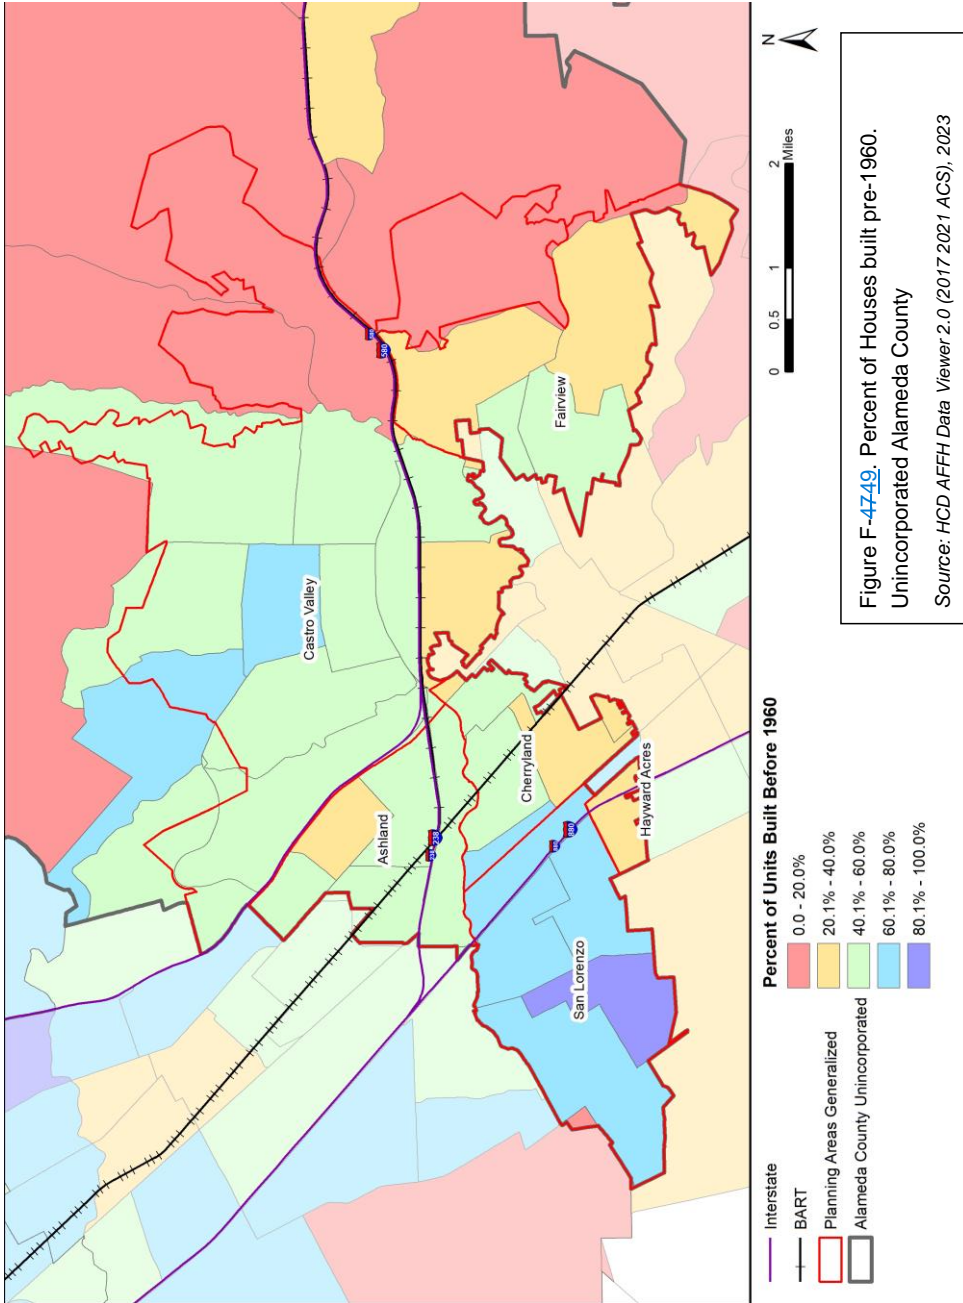 Castro Valley
Ashland
Cherryland
Fairview
Hayward Acres
San Lorenzo
580
238
880
N
0 0.5 1 2
Miles
Interstate
BART
Planning Areas Generalized
Alameda County Unincorporated
Percent of Units Built Before 1960
0.0 - 20.0%
20.1% - 40.0%
40.1% - 60.0%
60.1% - 80.0%
80.1% - 100.0%
Figure F-4749. Percent of Houses built pre-1960.
Unincorporated Alameda County
Source: HCD AFFH Data Viewer 2.0 (2017 2021 ACS), 2023